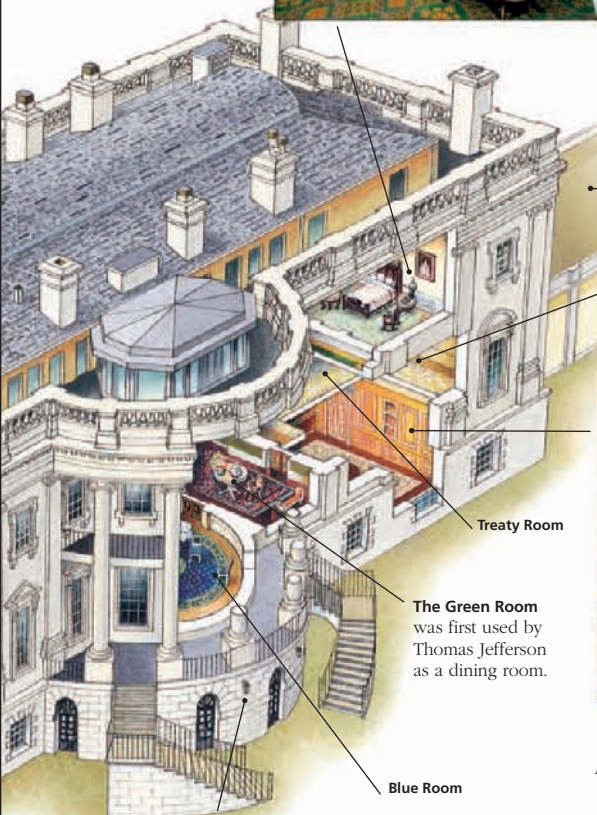 Treaty Room
The Green Room
was first used by
Thomas Jefferson
as a dining room.
Blue Room